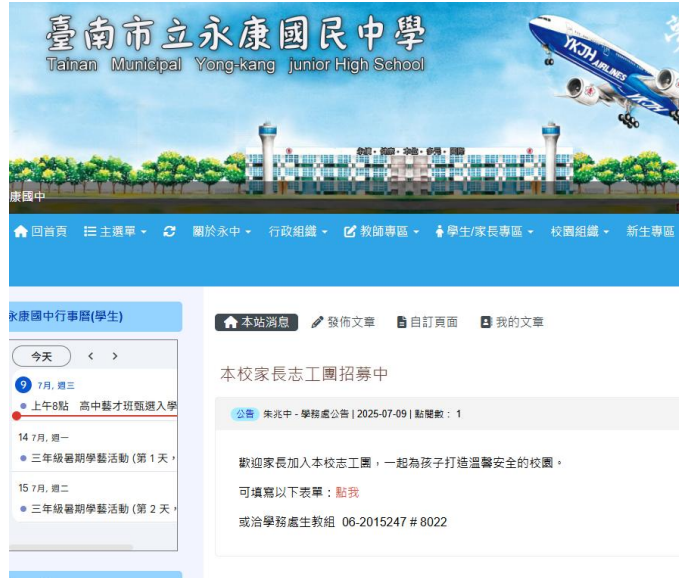 臺南市立永康國民中學
Tainan Municipal Yong-kang junior High School
YKJH AIRLINES
YKJH
康國中
回首頁 主選單 關於永中 行政組織 教師專區 學生/家長專區 校園組織 新生專區
永康國中行事曆(學生)
本站消息 發佈文章 自訂頁面 我的文章
今天
9 7月, 週三
上午8點 高中藝才班甄選入學
14 7月, 週一
三年級暑期學藝活動 (第 1 天，
15 7月, 週二
三年級暑期學藝活動 (第 2 天，
本校家長志工團招募中
公告 朱兆中 - 學務處公告 | 2025-07-09 | 點閱數： 1
歡迎家長加入本校志工團，一起為孩子打造溫馨安全的校園。
可填寫以下表單：點我
或洽學務處生教組 06-2015247 # 8022